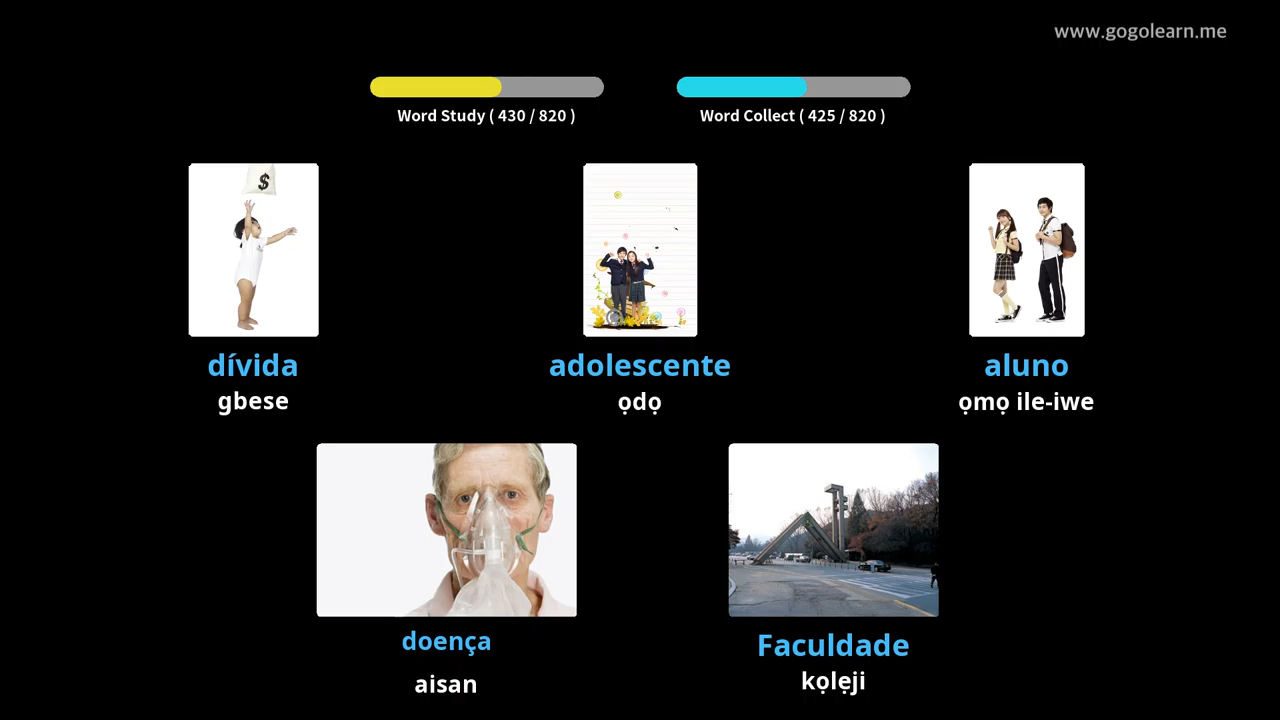 www.gogolearn.me
Word Study ( 430 / 820 )
Word Collect ( 425 / 820 )
$
dívida
adolescente
aluno
gbese
ọdọ
ọmọ ile-iwe
doença
Faculdade
aisan
kọlẹji